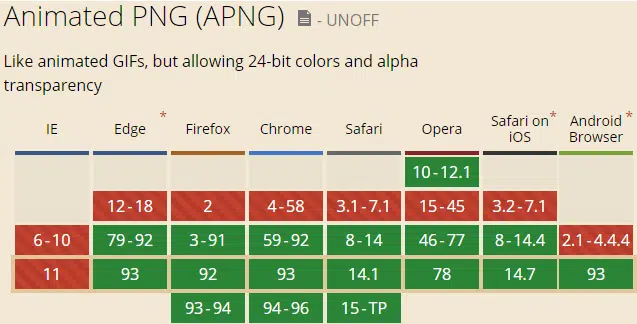 Animated PNG (APNG) - UNOFF
Like animated GIFs, but allowing 24-bit colors and alpha
transparency
IE Edge * Firefox Chrome Safari Opera Safari on iOS * Android Browser *
10-12.1
12-18 2 4-58 3.1-7.1 15-45 3.2-7.1
6-10 79-92 3-91 59-92 8-14 46-77 8-14.4 2.1-4.4.4
11 93 92 93 14.1 78 14.7 93
93-94 94-96 15-TP